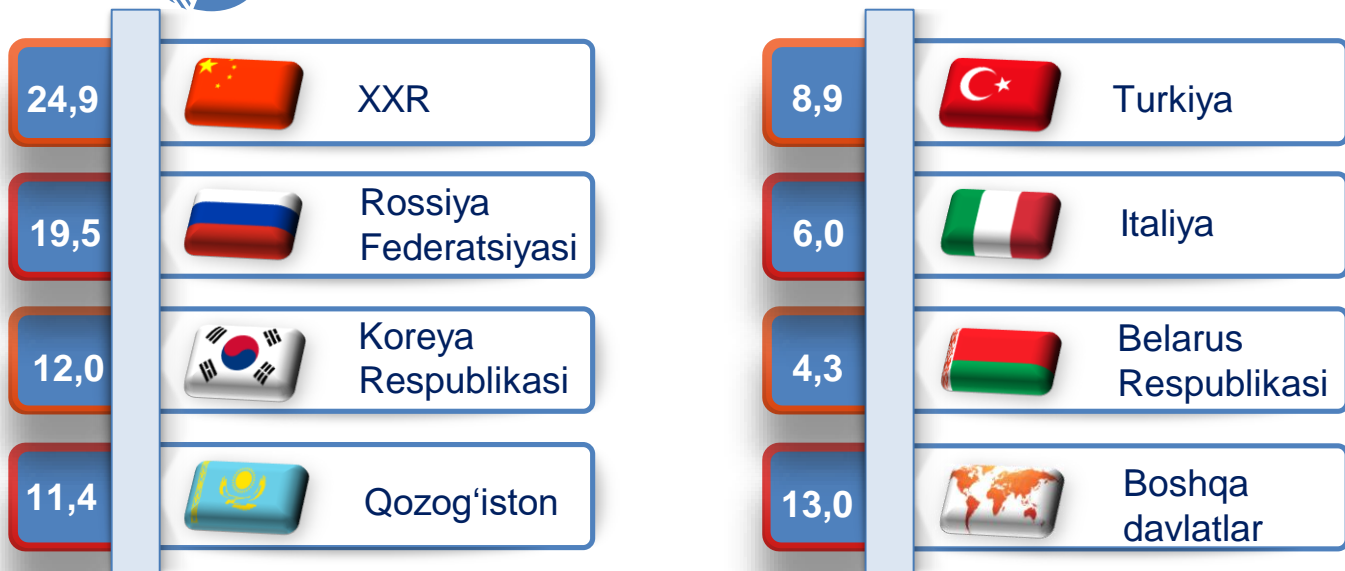 24,9
XXR
19,5
Rossiya
Federatsiyasi
12,0
Koreya
Respublikasi
11,4
Qozog‘iston
8,9
Turkiya
6,0
Italiya
4,3
Belarus
Respublikasi
13,0
Boshqa
davlatlar